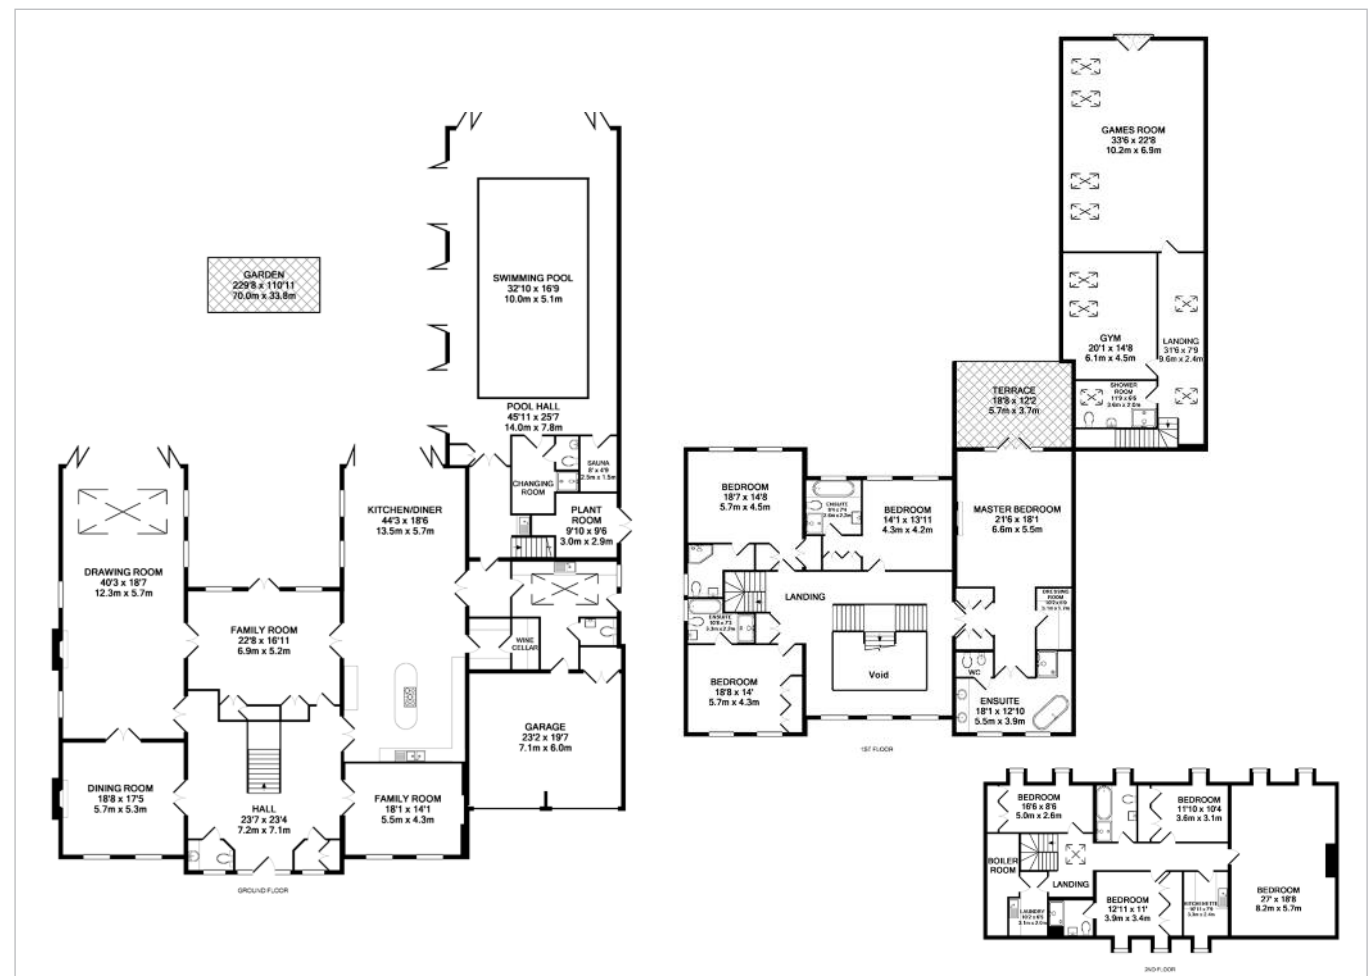 GARDEN
229'8 x 110'11
70.0m x 33.8m
SWIMMING POOL
32'10 x 16'9
10.0m x 5.1m
POOL HALL
45'11 x 25'7
14.0m x 7.8m
CHANGING
ROOM
SAUNA
8' x 4'9
2.5m x 1.5m
PLANT
ROOM
9'10 x 9'6
3.0m x 2.9m
KITCHEN/DINER
44'3 x 18'6
13.5m x 5.7m
DRAWING ROOM
40'3 x 18'7
12.3m x 5.7m
FAMILY ROOM
22'8 x 16'11
6.9m x 5.2m
WINE
CELLAR
GARAGE
23'2 x 19'7
7.1m x 6.0m
DINING ROOM
18'8 x 17'5
5.7m x 5.3m
HALL
23'7 x 23'4
7.2m x 7.1m
FAMILY ROOM
18'1 x 14'1
5.5m x 4.3m
GROUND FLOOR
GAMES ROOM
33'6 x 22'8
10.2m x 6.9m
GYM
20'1 x 14'8
6.1m x 4.5m
LANDING
31'6 x 7'9
9.6m x 2.4m
SHOWER
ROOM
TERRACE
18'8 x 12'2
5.7m x 3.7m
BEDROOM
18'7 x 14'8
5.7m x 4.5m
ENSUITE
BEDROOM
14'1 x 13'11
4.3m x 4.2m
MASTER BEDROOM
21'6 x 18'1
6.6m x 5.5m
DRESSING
ROOM
LANDING
ENSUITE
Void
WC
BEDROOM
18'8 x 14'
5.7m x 4.3m
ENSUITE
18'1 x 12'10
5.5m x 3.9m
1ST FLOOR
BEDROOM
16'6 x 8'6
5.0m x 2.6m
BEDROOM
11'10 x 10'4
3.6m x 3.1m
BOILER
ROOM
LANDING
LAUNDRY
BEDROOM
12'11 x 11'
3.9m x 3.4m
KITCHENETTE
BEDROOM
27' x 18'8
8.2m x 5.7m
2ND FLOOR